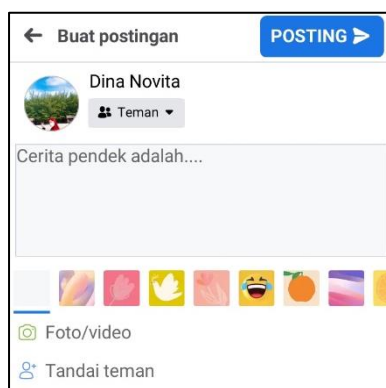 Buat postingan
POSTING
Dina Novita
Teman
Cerita pendek adalah....
Foto/video
Tandai teman